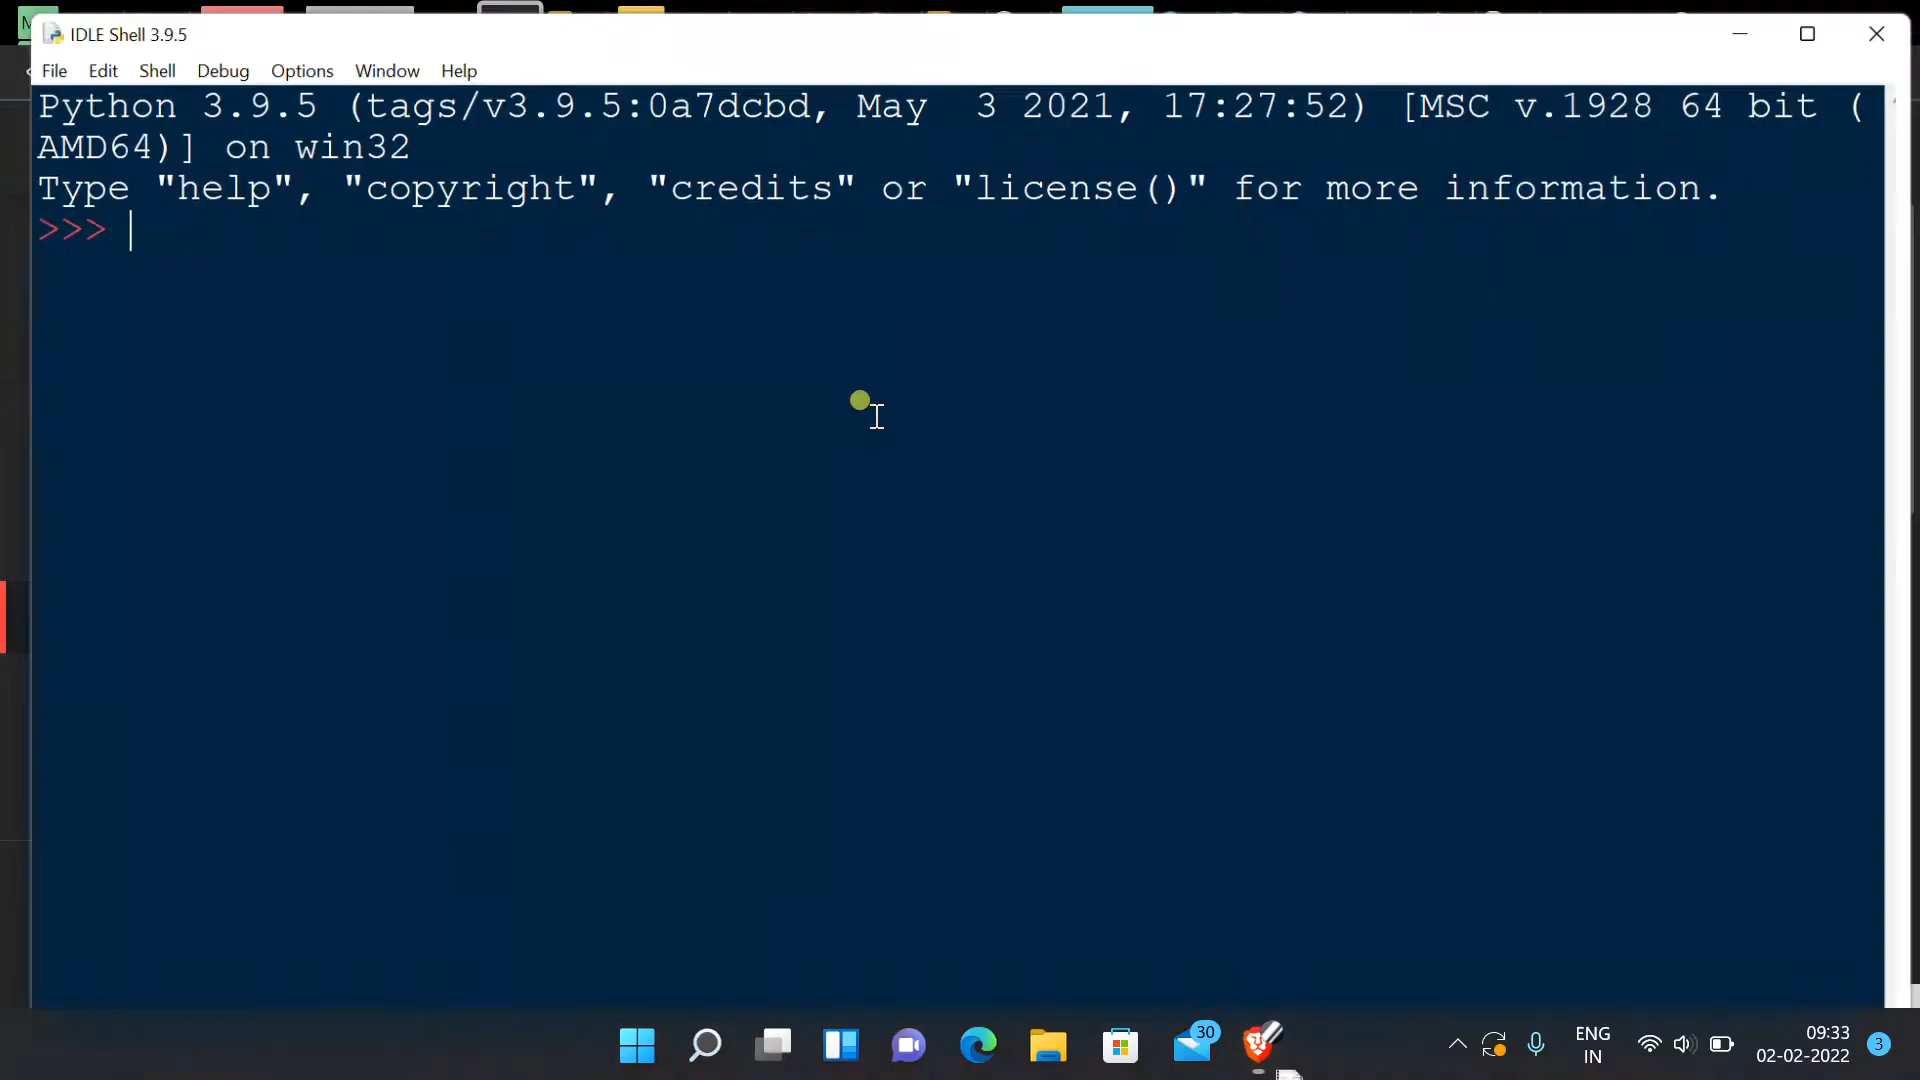 IDLE Shell 3.9.5
File Edit Shell Debug Options Window Help
Python 3.9.5 (tags/v3.9.5:0a7dcbd, May  3 2021, 17:27:52) [MSC v.1928 64 bit (
AMD64)] on win32
Type "help", "copyright", "credits" or "license()" for more information.
>>>
30
ENG
IN
09:33
02-02-2022
3